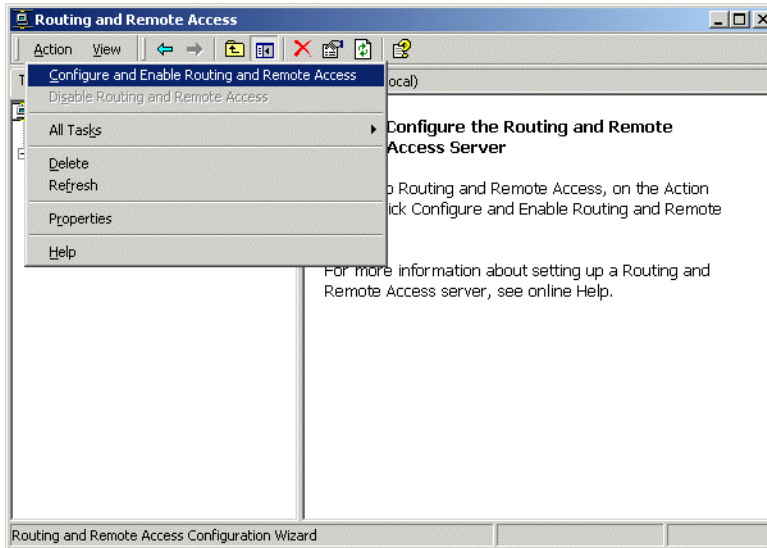 Routing and Remote Access
Action View
T
ocal)
Configure and Enable Routing and Remote Access
Disable Routing and Remote Access
All Tasks
Delete
Refresh
Properties
Help
Configure the Routing and Remote
Access Server
o Routing and Remote Access, on the Action
ick Configure and Enable Routing and Remote
For more information about setting up a Routing and
Remote Access server, see online Help.
Routing and Remote Access Configuration Wizard